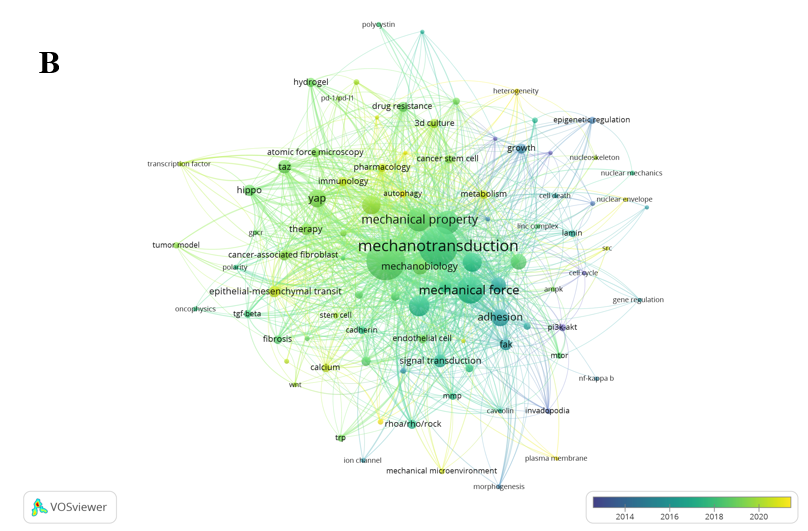 polycystin
B
hydrogel
pd-1/pd-l1
heterogeneity
drug resistance
3d culture
epigenetic regulation
growth
atomic force microscopy
cancer stem cell
nucleoskeleton
transcription factor
taz
pharmacology
nuclear mechanics
immunology
hippo
yap
autophagy
metabolism
cell death
nuclear envelope
mechanical property
therapy
gpcr
linc complex
lamin
tumor model
mechanotransduction
src
cancer-associated fibroblast
polarity
mechanobiology
cell cycle
epithelial-mesenchymal transit
mechanical force
ampk
gene regulation
oncophysics
tgf-beta
stem cell
adhesion
cadherin
pi3k-akt
fibrosis
endothelial cell
fak
signal transduction
mtor
calcium
nf-kappa b
wnt
mmp
caveolin
invadopodia
rhoa/rho/rock
trp
ion channel
plasma membrane
mechanical microenvironment
morphogenesis
VOSviewer
2014 2016 2018 2020